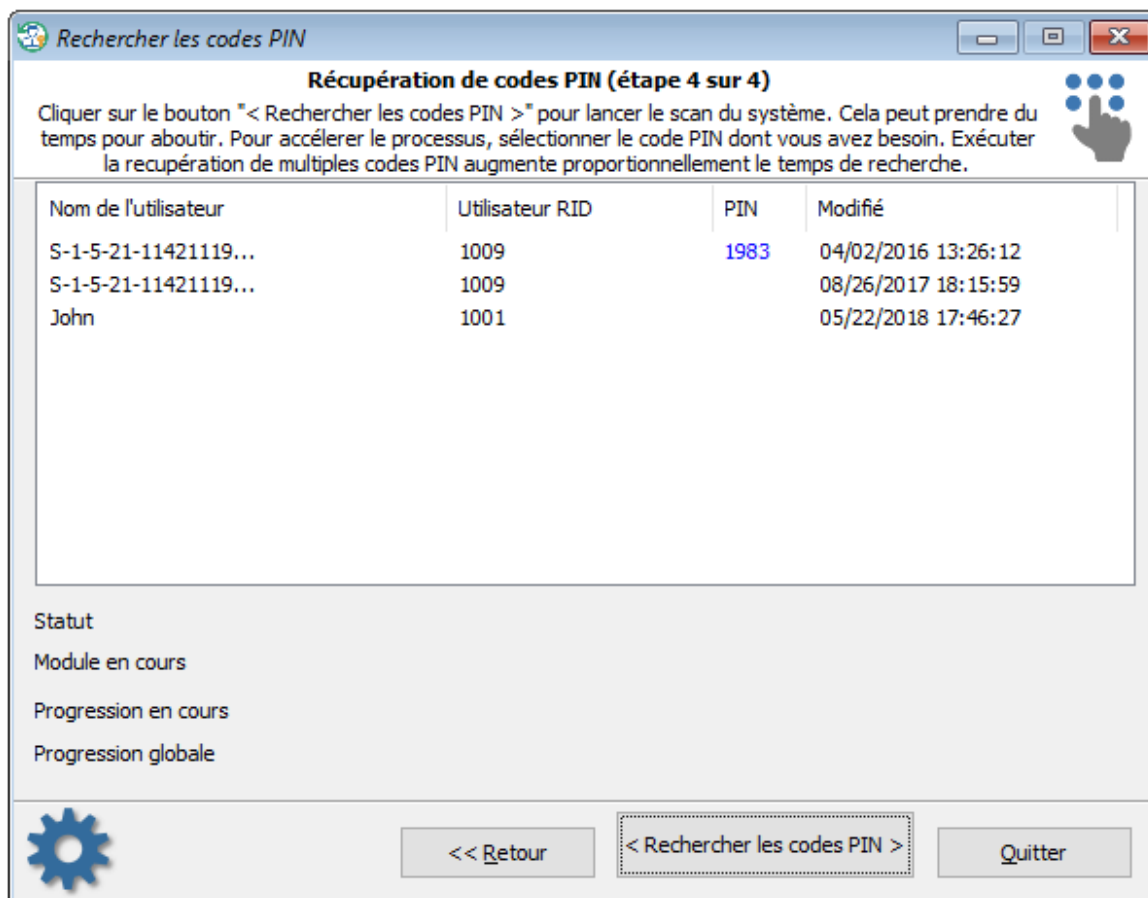 Rechercher les codes PIN
Récupération de codes PIN (étape 4 sur 4)
Cliquer sur le bouton "< Rechercher les codes PIN >" pour lancer le scan du système. Cela peut prendre du
temps pour aboutir. Pour accélerer le processus, sélectionner le code PIN dont vous avez besoin. Exécuter
la recupération de multiples codes PIN augmente proportionnellement le temps de recherche.
Nom de l'utilisateur Utilisateur RID PIN Modifié
S-1-5-21-11421119... 1009 1983 04/02/2016 13:26:12
S-1-5-21-11421119... 1009 08/26/2017 18:15:59
John 1001 05/22/2018 17:46:27
Statut
Module en cours
Progression en cours
Progression globale
<< Retour < Rechercher les codes PIN > Quitter